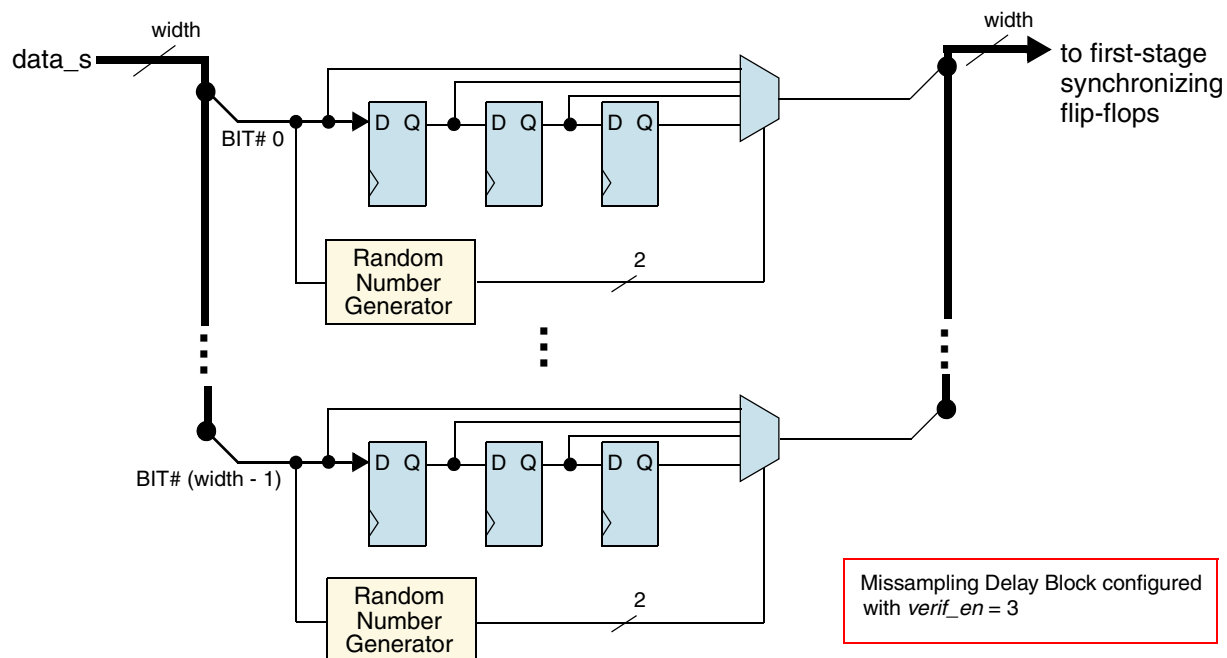 width
data_s
BIT# 0
D Q
D Q
D Q
width
to first-stage
synchronizing
flip-flops
Random
Number
Generator
2
BIT# (width - 1)
D Q
D Q
D Q
Random
Number
Generator
2
Missampling Delay Block configured
with verif_en = 3